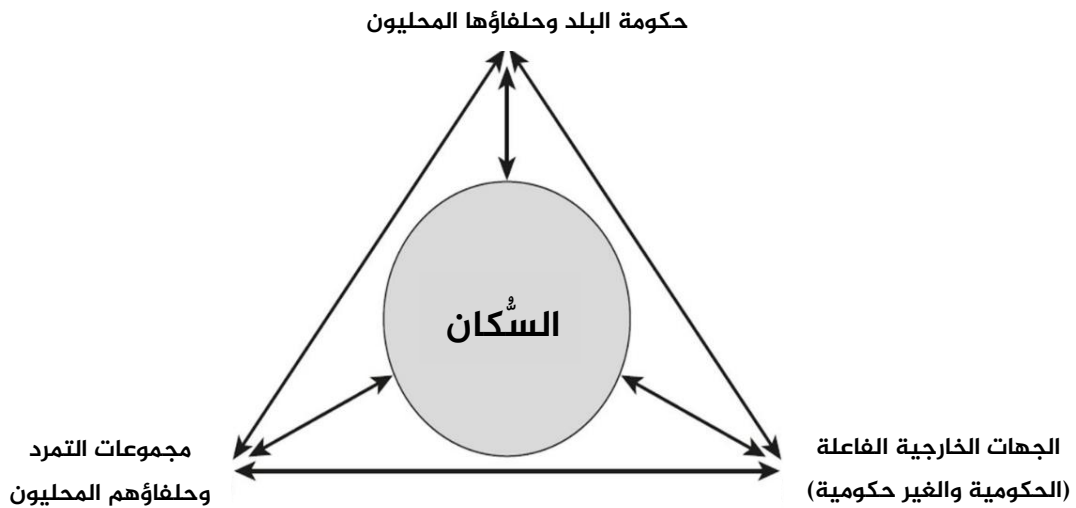 حكومة البلد وحلفاؤها المحليون
السُّكان
الجهات الخارجية الفاعلة
(الحكومية والغير حكومية)
مجموعات التمرد
وحلفاؤهم المحليون